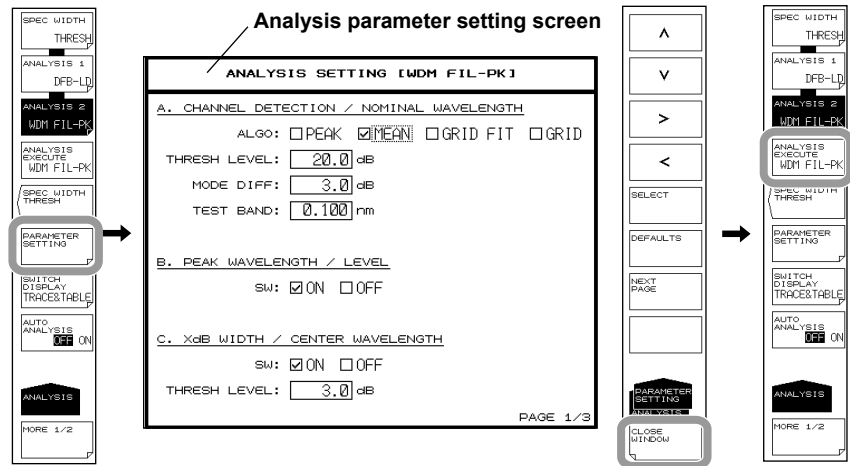 Analysis parameter setting screen
SPEC WIDTH
THRESH
ANALYSIS 1
DFB-LD
ANALYSIS 2
WDM FIL-PK
ANALYSIS
EXECUTE
WDM FIL-PK
SPEC WIDTH
THRESH
PARAMETER
SETTING
SWITCH
DISPLAY
TRACE&TABLE
AUTO
ANALYSIS
OFF ON
ANALYSIS
MORE 1/2
ANALYSIS SETTING [WDM FIL-PK]
A. CHANNEL DETECTION / NOMINAL WAVELENGTH
ALGO: ☐PEAK ☑MEAN ☐GRID FIT ☐GRID
THRESH LEVEL: 20.0 dB
MODE DIFF: 3.0 dB
TEST BAND: 0.100 nm
B. PEAK WAVELENGTH / LEVEL
SW: ☑ON ☐OFF
C. XdB WIDTH / CENTER WAVELENGTH
SW: ☑ON ☐OFF
THRESH LEVEL: 3.0 dB
PAGE 1/3
SELECT
DEFAULTS
NEXT
PAGE
PARAMETER
SETTING
ANALYSIS
CLOSE
WINDOW
SPEC WIDTH
THRESH
ANALYSIS 1
DFB-LD
ANALYSIS 2
WDM FIL-PK
ANALYSIS
EXECUTE
WDM FIL-PK
SPEC WIDTH
THRESH
PARAMETER
SETTING
SWITCH
DISPLAY
TRACE&TABLE
AUTO
ANALYSIS
OFF ON
ANALYSIS
MORE 1/2